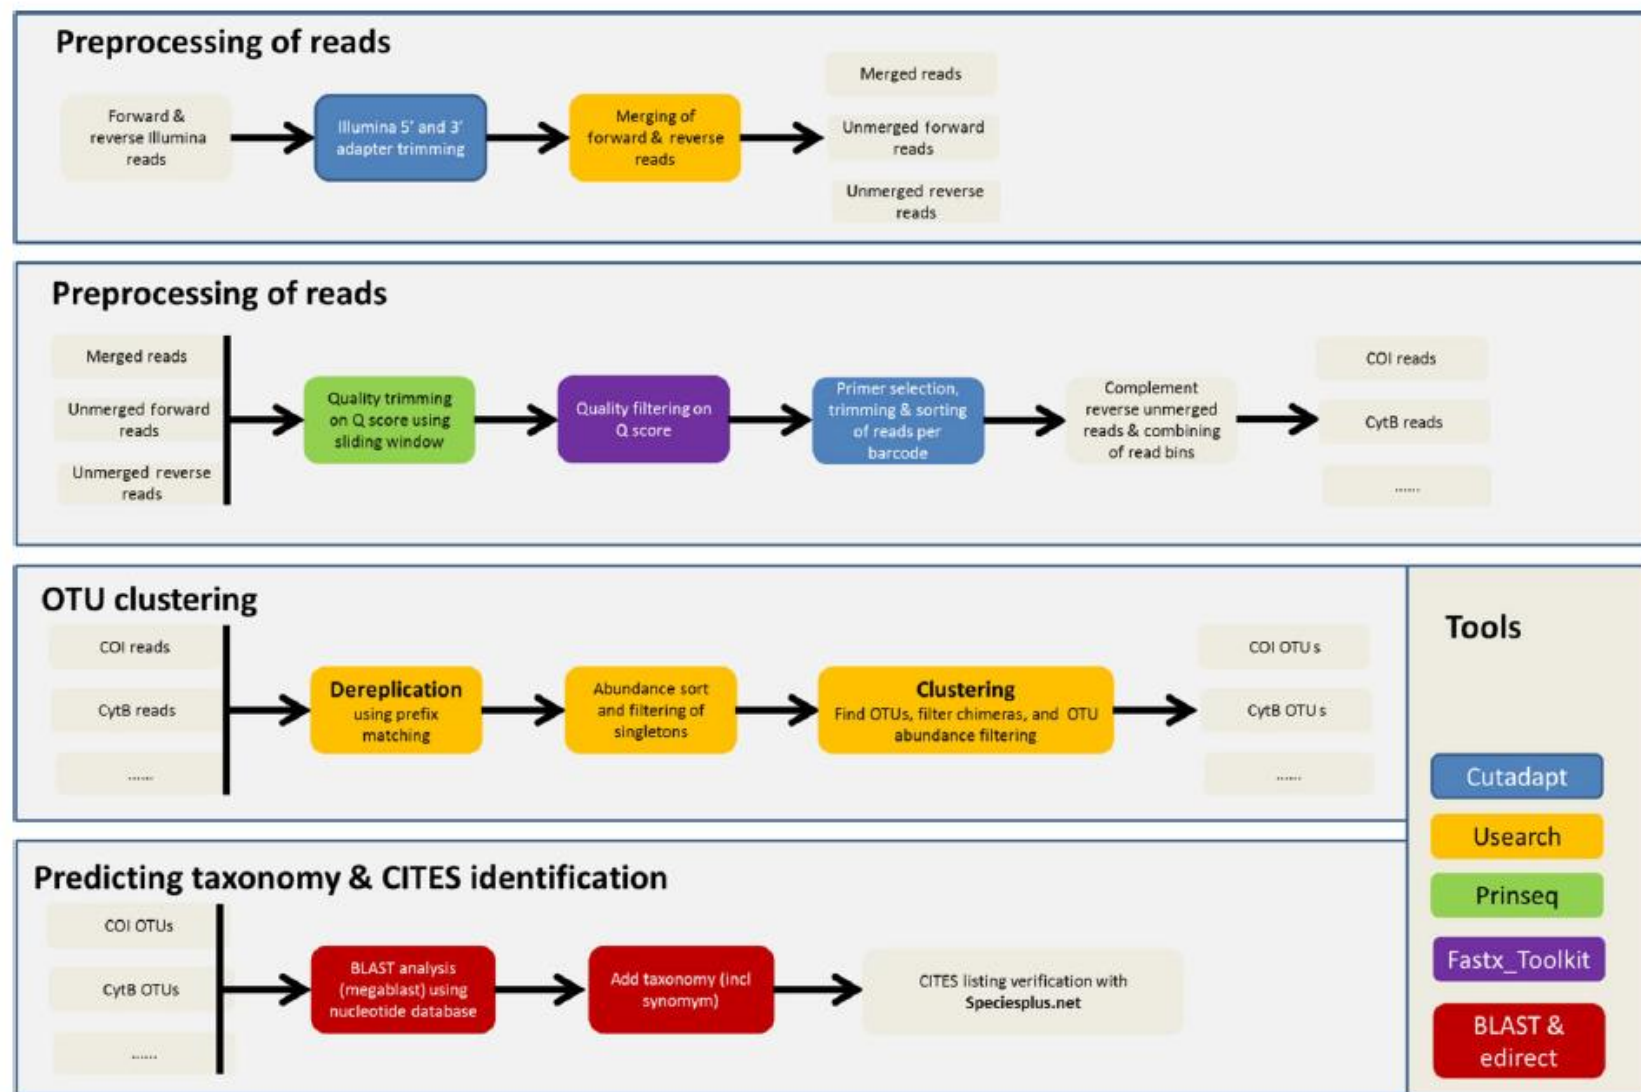 Preprocessing of reads
Forward &
reverse Illumina
reads
Illumina 5' and 3'
adapter trimming
Merging of
forward & reverse
reads
Merged reads
Unmerged forward
reads
Unmerged reverse
reads
Preprocessing of reads
Merged reads
Unmerged forward
reads
Unmerged reverse
reads
Quality trimming
on Q score using
sliding window
Quality filtering on
Q score
Primer selection,
trimming & sorting
of reads per
barcode
Complement
reverse unmerged
reads & combining
of read bins
COI reads
CytB reads
......
OTU clustering
COI reads
CytB reads
......
Dereplication
using prefix
matching
Abundance sort
and filtering of
singletons
Clustering
Find OTUs, filter chimeras, and OTU
abundance filtering
COI OTUs
CytB OTUs
......
Predicting taxonomy & CITES identification
COI OTUs
CytB OTUs
......
BLAST analysis
(megablast) using
nucleotide database
Add taxonomy (incl
synomym)
CITES listing verification with
Speciesplus.net
Tools
Cutadapt
Usearch
Prinseq
Fastx_Toolkit
BLAST &
edirect